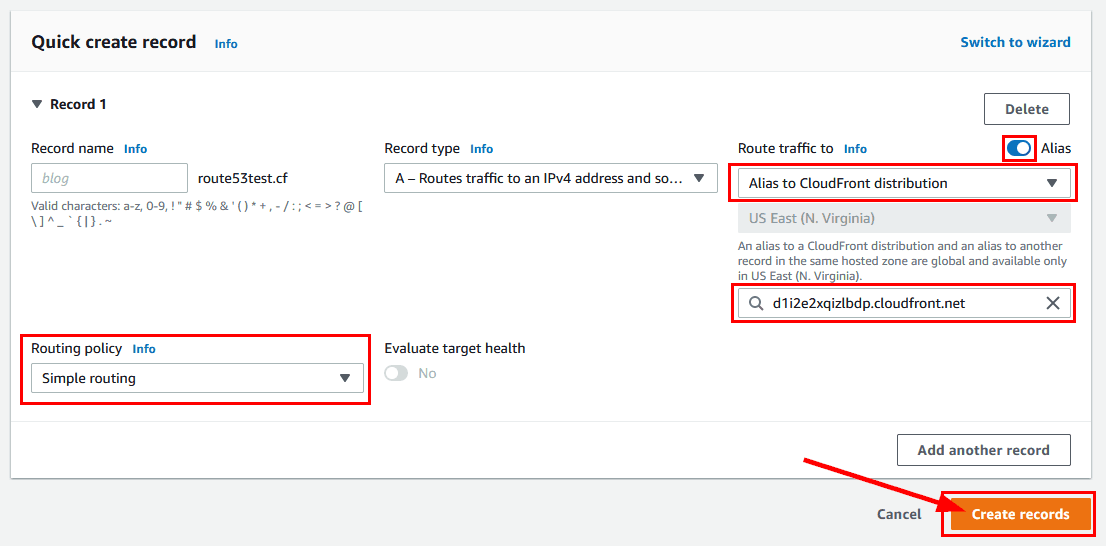 Quick create record Info Switch to wizard
Record 1 Delete
Record name Info Record type Info Route traffic to Info Alias
blog route53test.cf A – Routes traffic to an IPv4 address and so... Alias to CloudFront distribution
Valid characters: a-z, 0-9, ! " # $ % & ' ( ) * + , - / : ; < = > ? @ [
\ ] ^ _ ` { | } . ~
US East (N. Virginia)
An alias to a CloudFront distribution and an alias to another
record in the same hosted zone are global and available only
in US East (N. Virginia).
d1i2e2xqizlbdp.cloudfront.net
Routing policy Info Evaluate target health
Simple routing No
Add another record
Cancel Create records